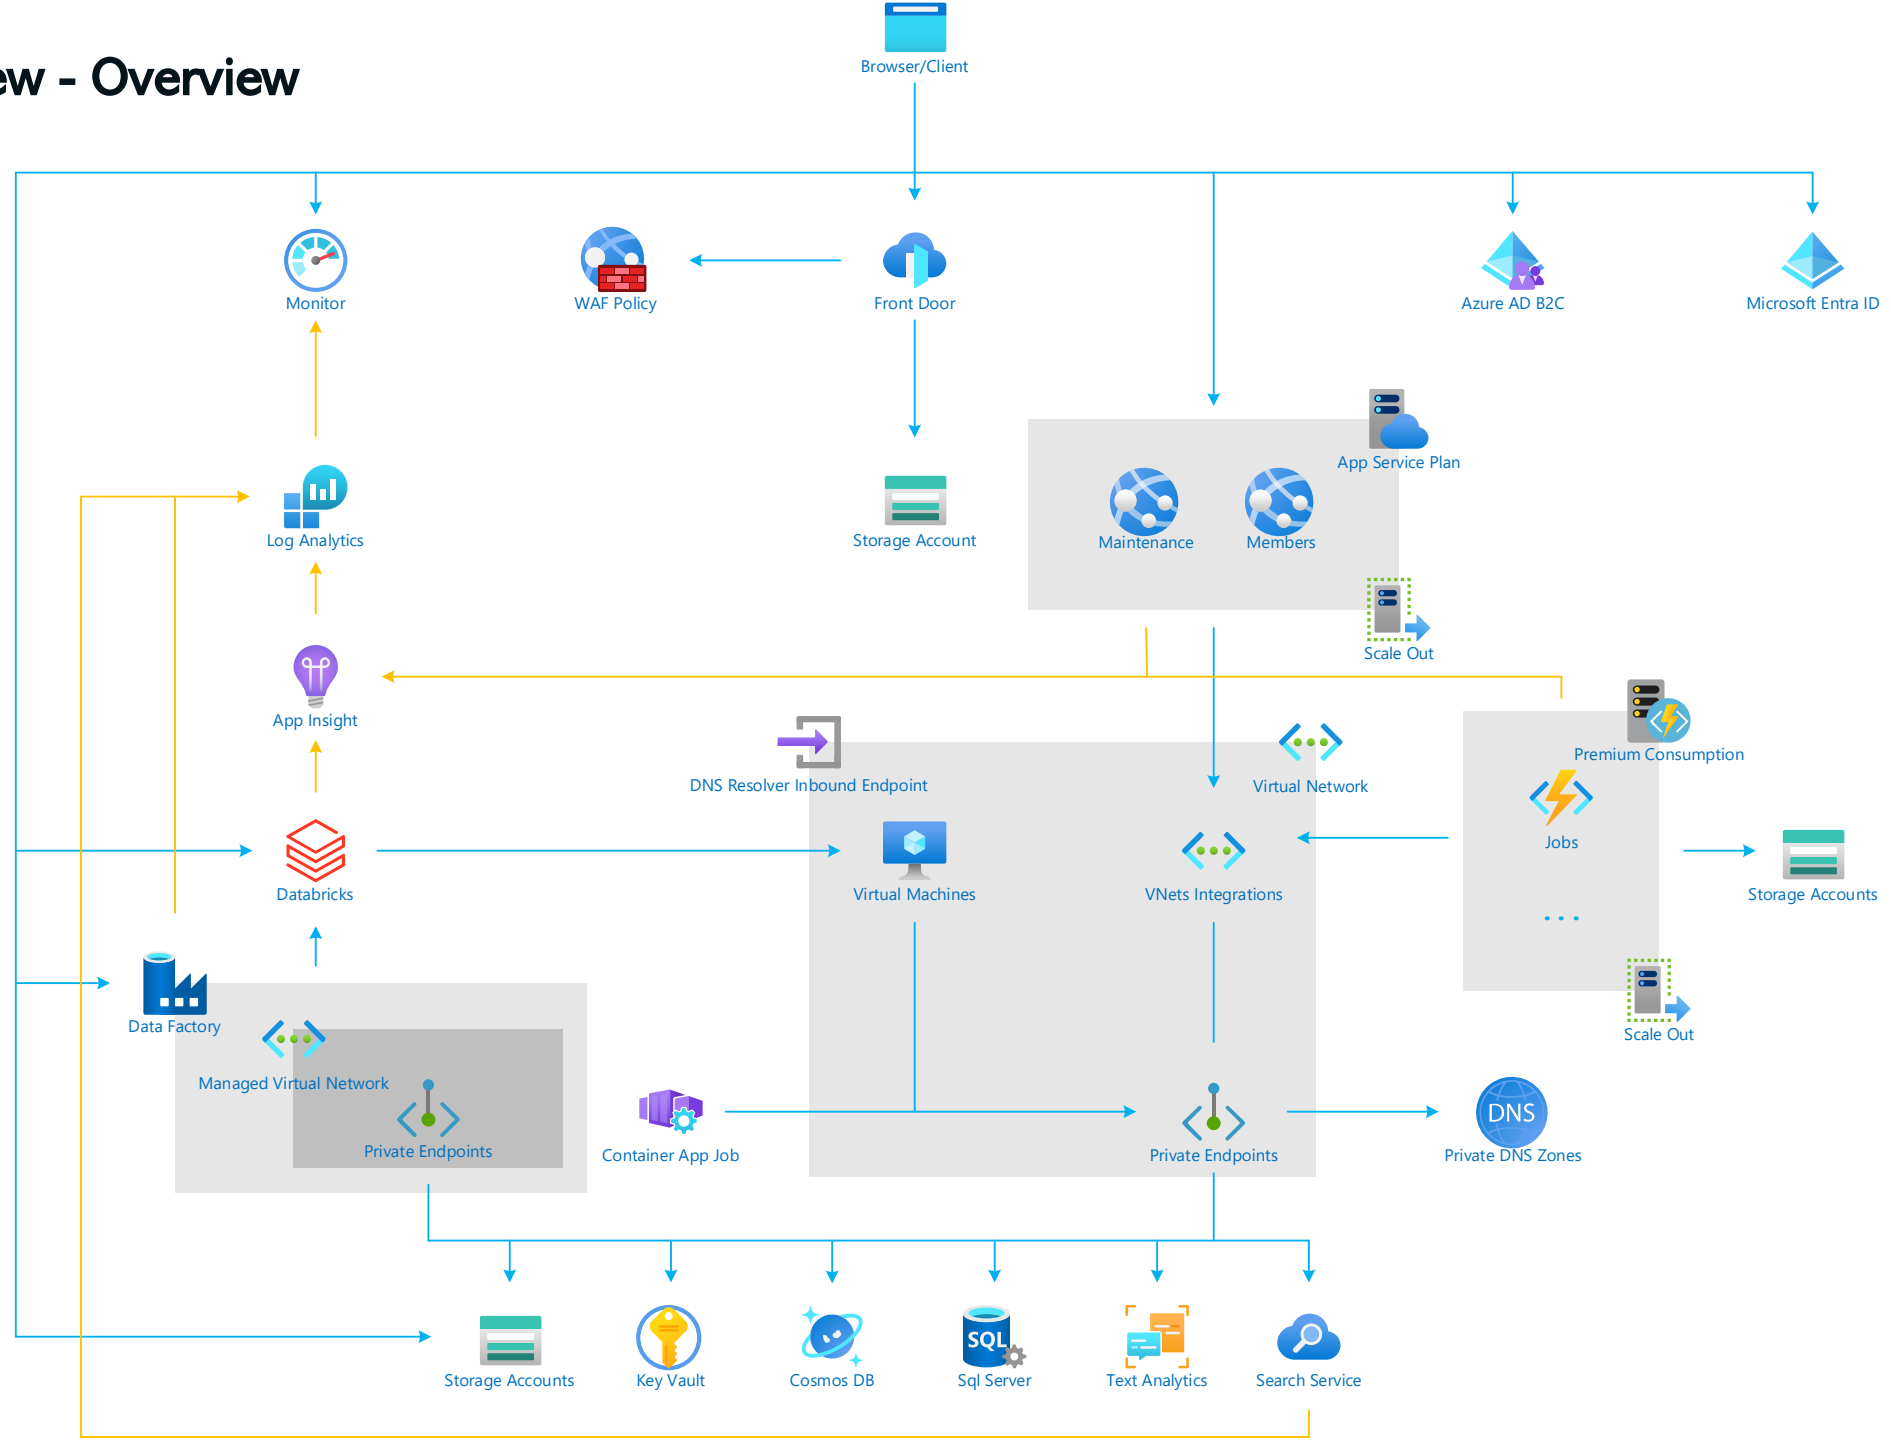 Browser/Client
ew - Overview
Monitor
WAF Policy
Front Door
Azure AD B2C
Microsoft Entra ID
App Service Plan
Log Analytics
Storage Account
Maintenance
Members
Scale Out
App Insight
Premium Consumption
DNS Resolver Inbound Endpoint
Virtual Network
Jobs
Databricks
Virtual Machines
VNets Integrations
Storage Accounts
...
Data Factory
Scale Out
Managed Virtual Network
Private Endpoints
Container App Job
Private Endpoints
DNS
Private DNS Zones
SQL
Storage Accounts
Key Vault
Cosmos DB
Sql Server
Text Analytics
Search Service